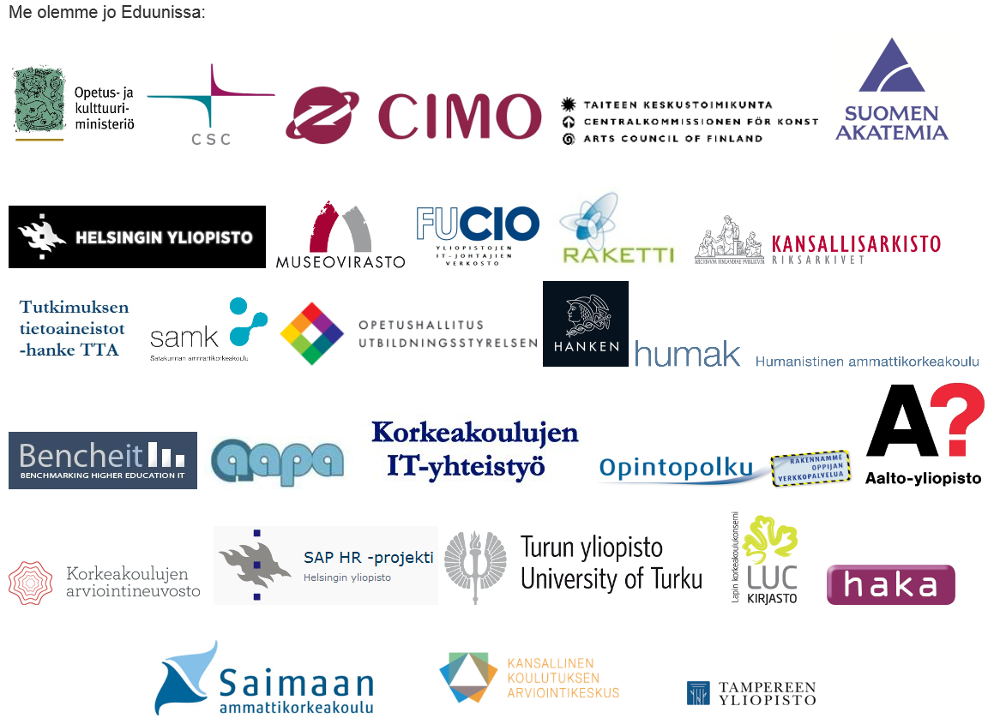 Me olemme jo Eduunissa:
Opetus- ja
kulttuuri-
ministeriö
CSC
CIMO
TAITEEN KESKUSTOIMIKUNTA
CENTRALKOMMISSIONEN FÖR KONST
ARTS COUNCIL OF FINLAND
SUOMEN
AKATEMIA
HELSINGIN YLIOPISTO
MUSEOVIRASTO
FUCIO
YLIOPISTOJEN
IT-JOHTAJIEN
VERKOSTO
RAKETTI
ARCHIVUM FINLANDIAE PUBLICUM
KANSALLISARKISTO
RIKSARKIVET
Tutkimuksen
tietoaineistot
-hanke TTA
samk
Satakunnan ammattikorkeakoulu
OPETUSHALLITUS
UTBILDNINGSSTYRELSEN
HANKEN
humak
Humanistinen ammattikorkeakoulu
Bencheit
BENCHMARKING HIGHER EDUCATION IT
aapa
Korkeakoulujen
IT-yhteistyö
Opintopolku
RAKENNAMME
OPPIJAN
VERKKOPALVELUA
A?
Aalto-yliopisto
Korkeakoulujen
arviointineuvosto
SAP HR -projekti
Helsingin yliopisto
Turun yliopisto
University of Turku
Lapin korkeakoulukonserni
LUC
KIRJASTO
haka
Saimaan
ammattikorkeakoulu
KANSALLINEN
KOULUTUKSEN
ARVIOINTIKESKUS
TAMPEREEN
YLIOPISTO